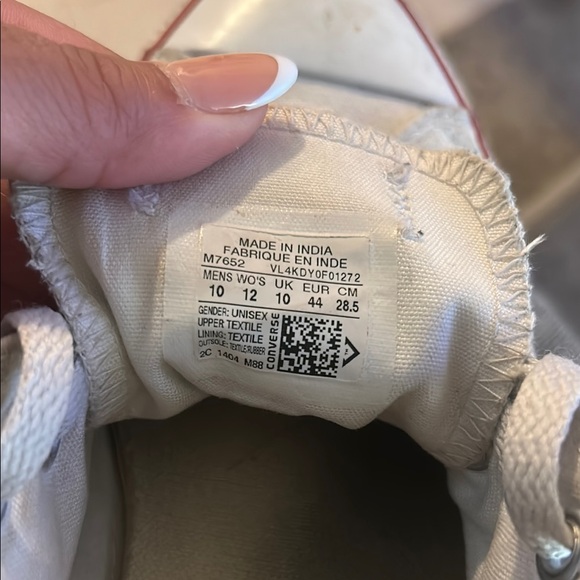 MADE IN INDIA
FABRIQUE EN INDE
M7652 VL4KDY0F01272
MENS WO'S UK EUR CM
10 12 10 44 28.5
GENDER: UNISEX
UPPER TEXTILE
LINING: TEXTILE
OUTSOLE: TEXTILE RUBBER
2C 1404 M88
CONVERSE